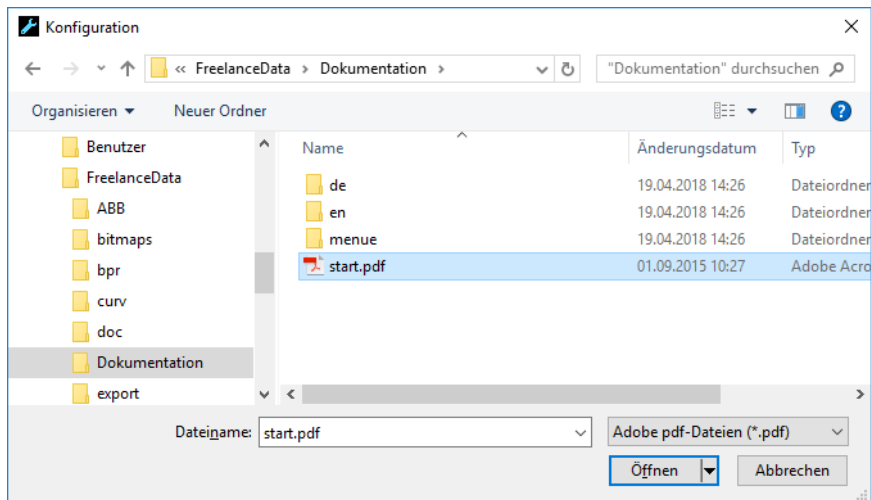 Konfiguration
« FreelanceData › Dokumentation ›
"Dokumentation" durchsuchen
Organisieren
Neuer Ordner
?
Benutzer
FreelanceData
ABB
bitmaps
bpr
curv
doc
Dokumentation
export
Name Änderungsdatum Typ
de 19.04.2018 14:26 Dateiordner
en 19.04.2018 14:26 Dateiordner
menue 19.04.2018 14:26 Dateiordner
start.pdf 01.09.2015 10:27 Adobe Acro
Dateiname: start.pdf
Adobe pdf-Dateien (*.pdf)
Öffnen
Abbrechen